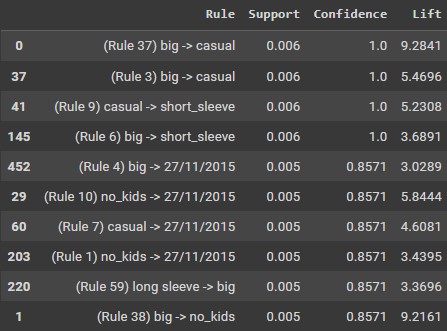 Rule Support Confidence Lift
0 (Rule 37) big -> casual 0.006 1.0 9.2841
37 (Rule 3) big -> casual 0.006 1.0 5.4696
41 (Rule 9) casual -> short_sleeve 0.006 1.0 5.2308
145 (Rule 6) big -> short_sleeve 0.006 1.0 3.6891
452 (Rule 4) big -> 27/11/2015 0.005 0.8571 3.0289
29 (Rule 10) no_kids -> 27/11/2015 0.005 0.8571 5.8444
60 (Rule 7) casual -> 27/11/2015 0.005 0.8571 4.6081
203 (Rule 1) no_kids -> 27/11/2015 0.005 0.8571 3.4395
220 (Rule 59) long sleeve -> big 0.005 0.8571 3.3696
1 (Rule 38) big -> no_kids 0.005 0.8571 9.2161